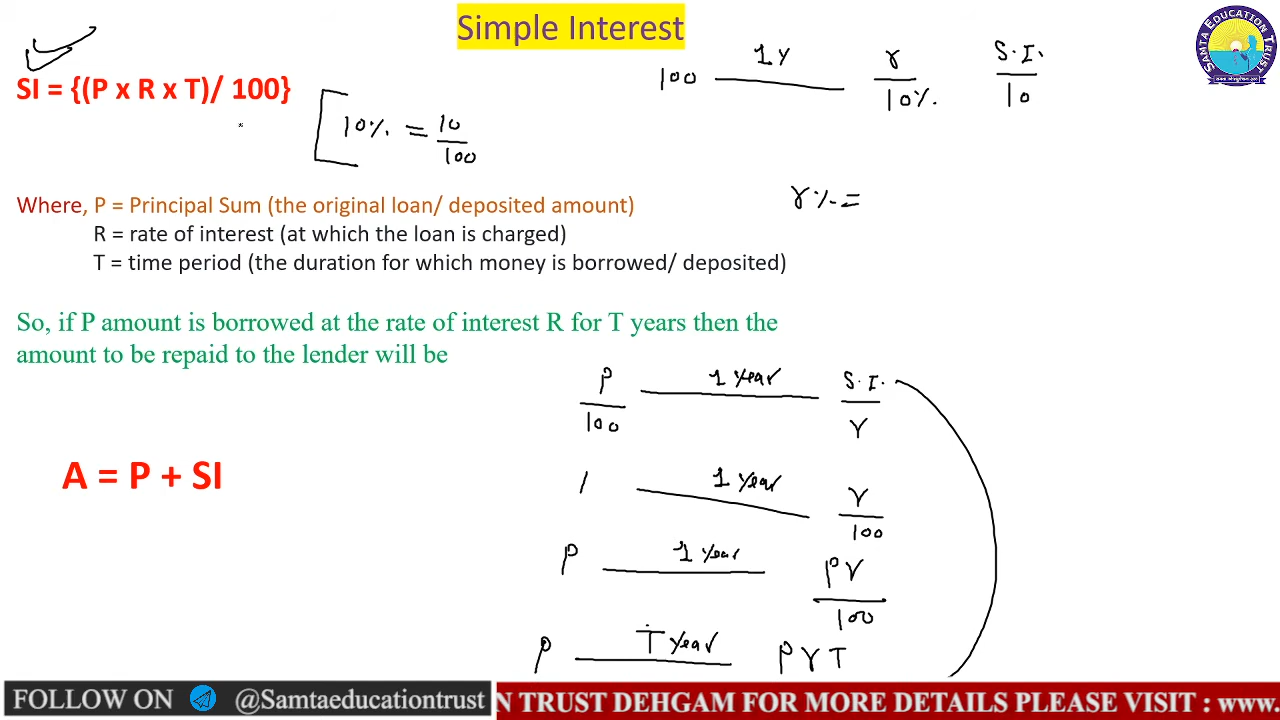 Simple Interest
SI = {(P x R x T)/ 100}
10% = 10/100
100 1Y r S.I.
10% 10
r% =
Where, P = Principal Sum (the original loan/ deposited amount)
R = rate of interest (at which the loan is charged)
T = time period (the duration for which money is borrowed/ deposited)
So, if P amount is borrowed at the rate of interest R for T years then the
amount to be repaid to the lender will be
A = P + SI
P 1 year S.I.
100 r
1 1 year r/100
P 1 year Pr/100
P T year P r T
SAMTA EDUCATION TRUST
FOLLOW ON @Samtaeducationtrust N TRUST DEHGAM FOR MORE DETAILS PLEASE VISIT : www.